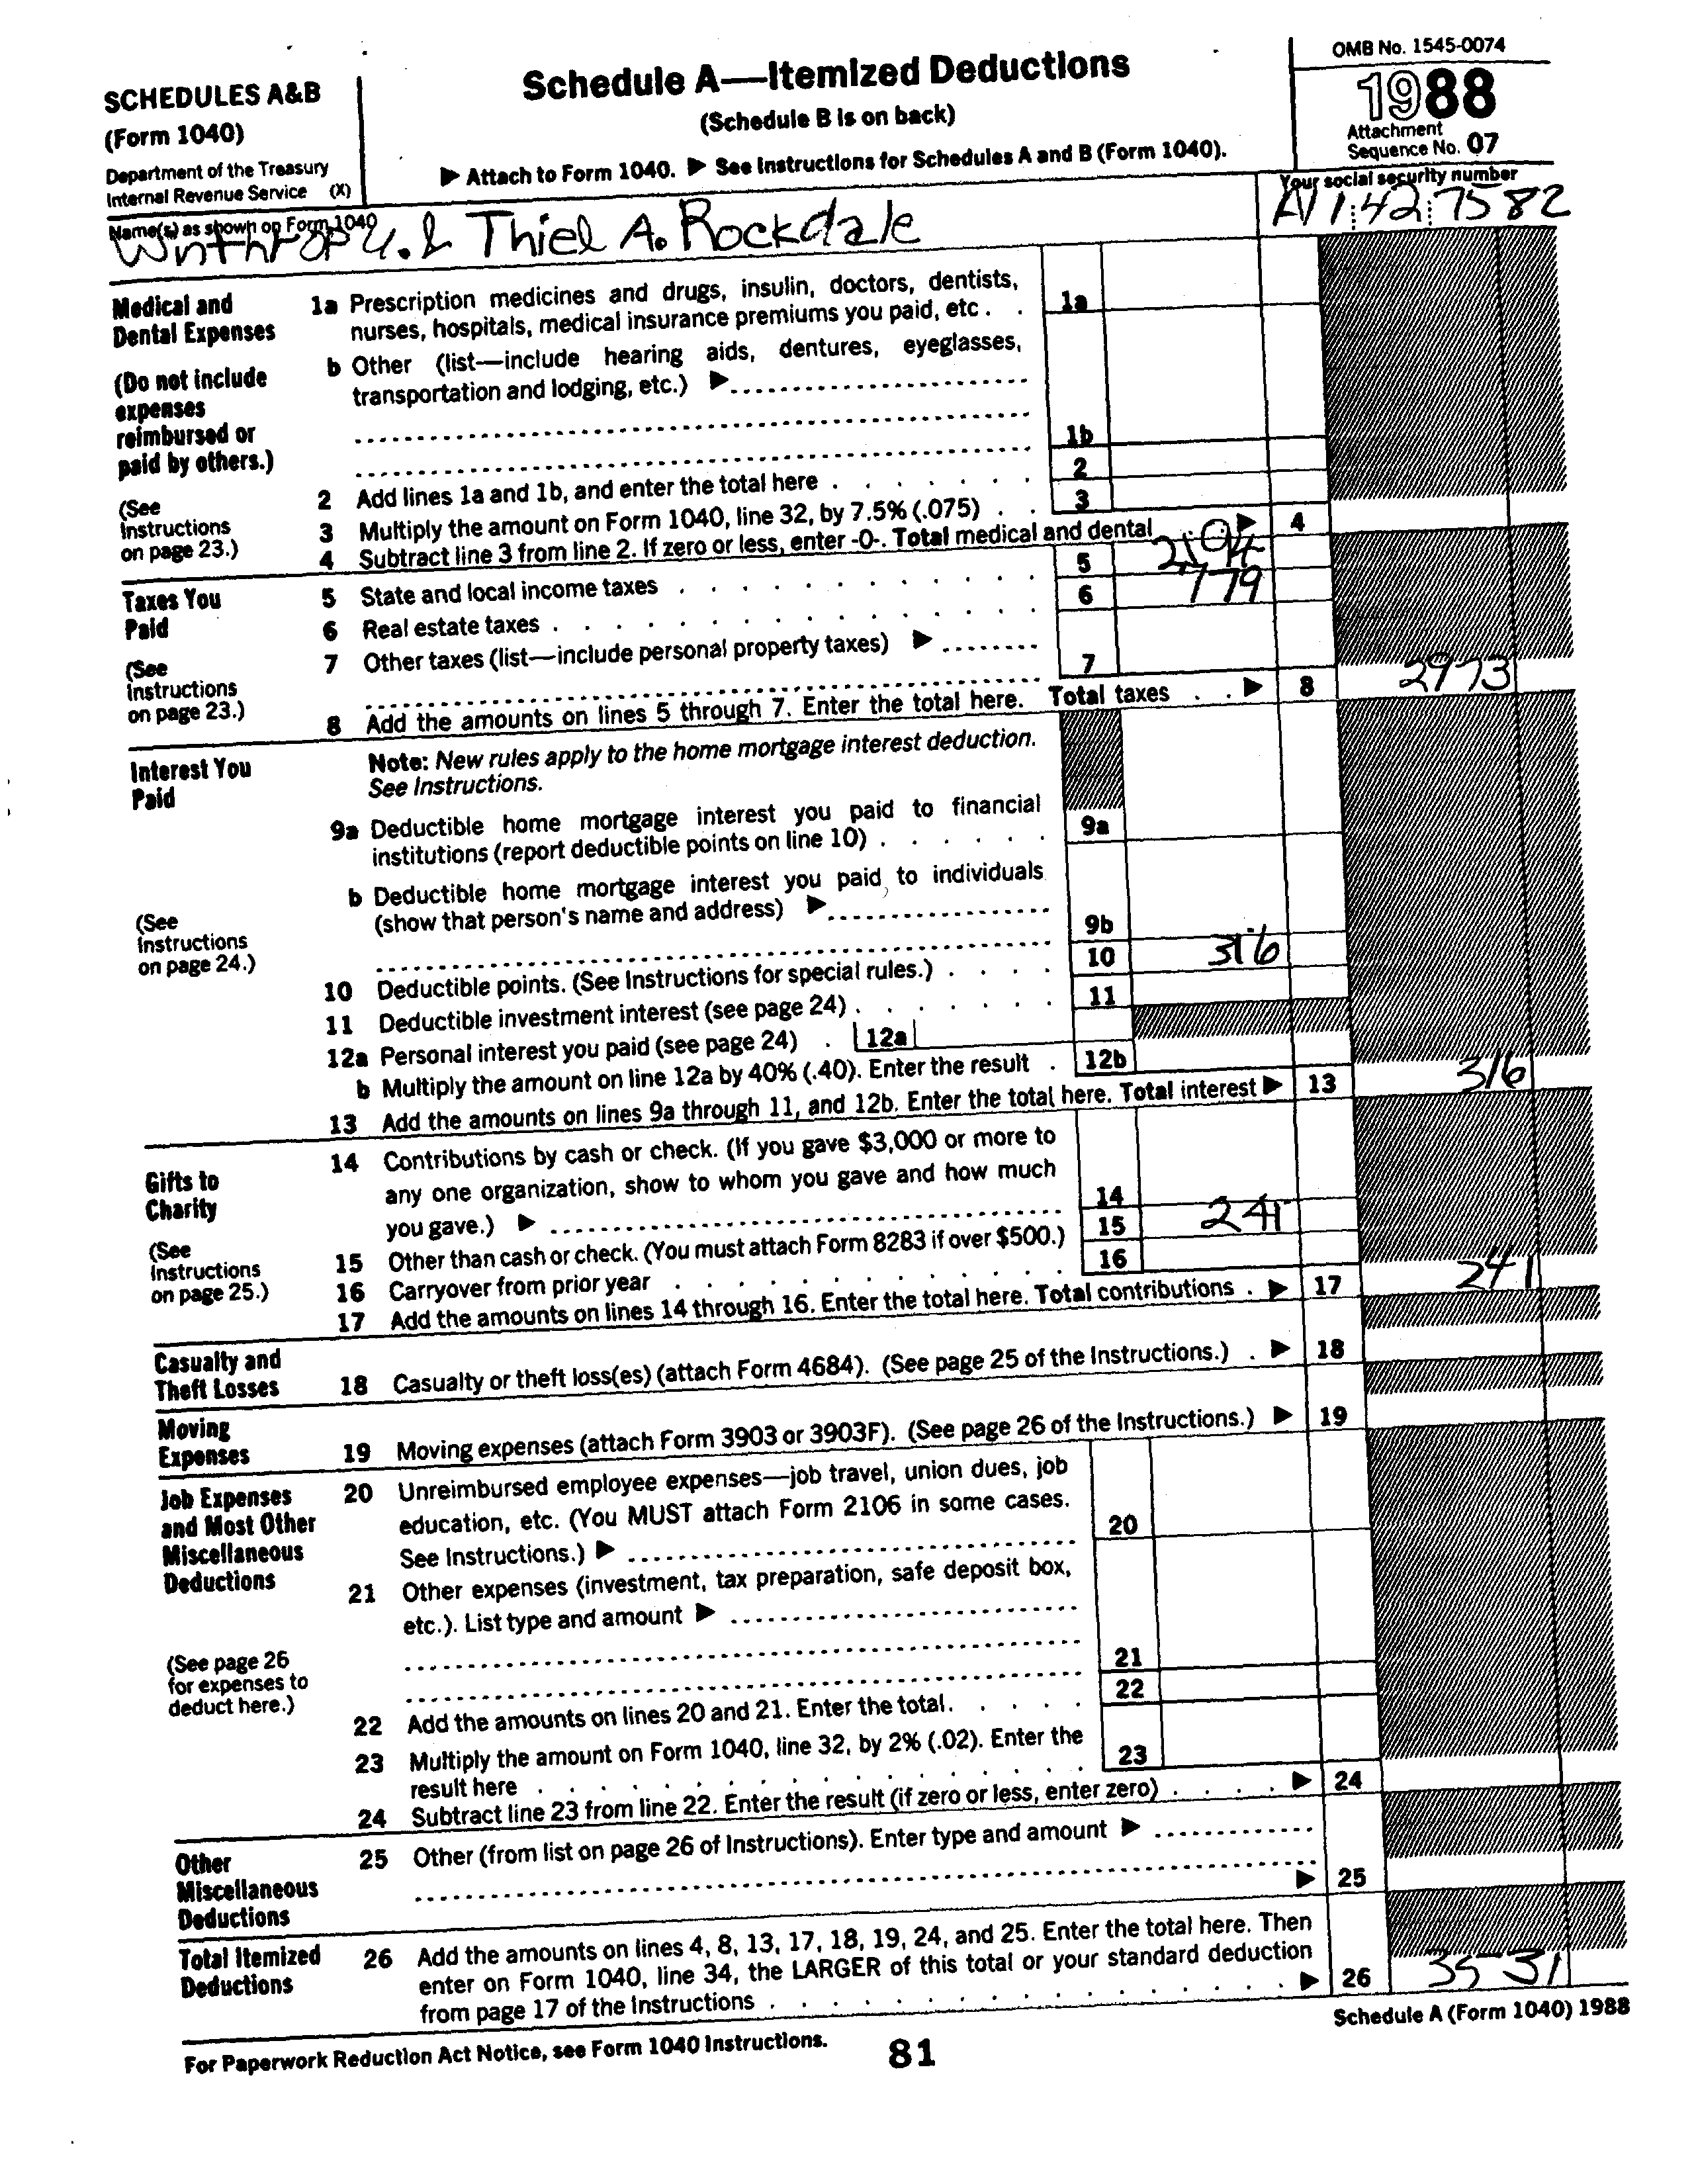 SCHEDULES A&B
(Form 1040)
Department of the Treasury
Internal Revenue Service (X)
Schedule A—Itemized Deductions
(Schedule B is on back)
▶ Attach to Form 1040. ▶ See Instructions for Schedules A and B (Form 1040).
OMB No. 1545-0074
1988
Attachment
Sequence No. 07
Name(s) as shown on Form 1040
Your social security number
Winthrop U. & Thiel A. Rockdale
42 7582
Medical and
Dental Expenses
(Do not include
expenses
reimbursed or
paid by others.)
(See
Instructions
on page 23.)
1a Prescription medicines and drugs, insulin, doctors, dentists,
nurses, hospitals, medical insurance premiums you paid, etc . . 1a
b Other (list—include hearing aids, dentures, eyeglasses,
transportation and lodging, etc.) ▶
1b
2 Add lines 1a and 1b, and enter the total here . . . . . . . 2
3 Multiply the amount on Form 1040, line 32, by 7.5% (.075) . . 3
4 Subtract line 3 from line 2. If zero or less, enter -0-. Total medical and dental . . ▶ 4
Taxes You
Paid
(See
Instructions
on page 23.)
5 State and local income taxes . . . . . . . . . . . 5 2,194
6 Real estate taxes . . . . . . . . . . . . . . 6 779
7 Other taxes (list—include personal property taxes) ▶
7
8 Add the amounts on lines 5 through 7. Enter the total here. Total taxes . . ▶ 8 2973
Interest You
Paid
(See
Instructions
on page 24.)
Note: New rules apply to the home mortgage interest deduction.
See Instructions.
9a Deductible home mortgage interest you paid to financial
institutions (report deductible points on line 10) . . . . . . 9a
b Deductible home mortgage interest you paid to individuals
(show that person's name and address) ▶
9b
10 Deductible points. (See Instructions for special rules.) . . . . 10 316
11 Deductible investment interest (see page 24) . . . . . . . 11
12a Personal interest you paid (see page 24) . 12a
b Multiply the amount on line 12a by 40% (.40). Enter the result . 12b
13 Add the amounts on lines 9a through 11, and 12b. Enter the total here. Total interest ▶ 13 316
Gifts to
Charity
(See
Instructions
on page 25.)
14 Contributions by cash or check. (If you gave $3,000 or more to
any one organization, show to whom you gave and how much
you gave.) ▶ 14
15 Other than cash or check. (You must attach Form 8283 if over $500.) 15 241
16 Carryover from prior year . . . . . . . . . . . . 16
17 Add the amounts on lines 14 through 16. Enter the total here. Total contributions . ▶ 17 241
Casualty and
Theft Losses
18 Casualty or theft loss(es) (attach Form 4684). (See page 25 of the Instructions.) . ▶ 18
Moving
Expenses
19 Moving expenses (attach Form 3903 or 3903F). (See page 26 of the Instructions.) ▶ 19
Job Expenses
and Most Other
Miscellaneous
Deductions
(See page 26
for expenses to
deduct here.)
20 Unreimbursed employee expenses—job travel, union dues, job
education, etc. (You MUST attach Form 2106 in some cases.
See Instructions.) ▶ 20
21 Other expenses (investment, tax preparation, safe deposit box,
etc.). List type and amount ▶
21
22 Add the amounts on lines 20 and 21. Enter the total. . . . . 22
23 Multiply the amount on Form 1040, line 32, by 2% (.02). Enter the
result here . . . . . . . . . . . . . . . . 23
24 Subtract line 23 from line 22. Enter the result (if zero or less, enter zero) . . . . ▶ 24
Other
Miscellaneous
Deductions
25 Other (from list on page 26 of Instructions). Enter type and amount ▶
▶ 25
Total Itemized
Deductions
26 Add the amounts on lines 4, 8, 13, 17, 18, 19, 24, and 25. Enter the total here. Then
enter on Form 1040, line 34, the LARGER of this total or your standard deduction
from page 17 of the Instructions . . . . . . . . . . . . . . . ▶ 26 3531
For Paperwork Reduction Act Notice, see Form 1040 Instructions.
81
Schedule A (Form 1040) 1988